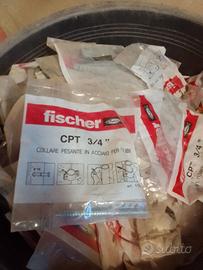 fischer
CPT 3/4"
COLLARE PESANTE IN ACCIAIO PER TUBI
CPT 3/4"
subito